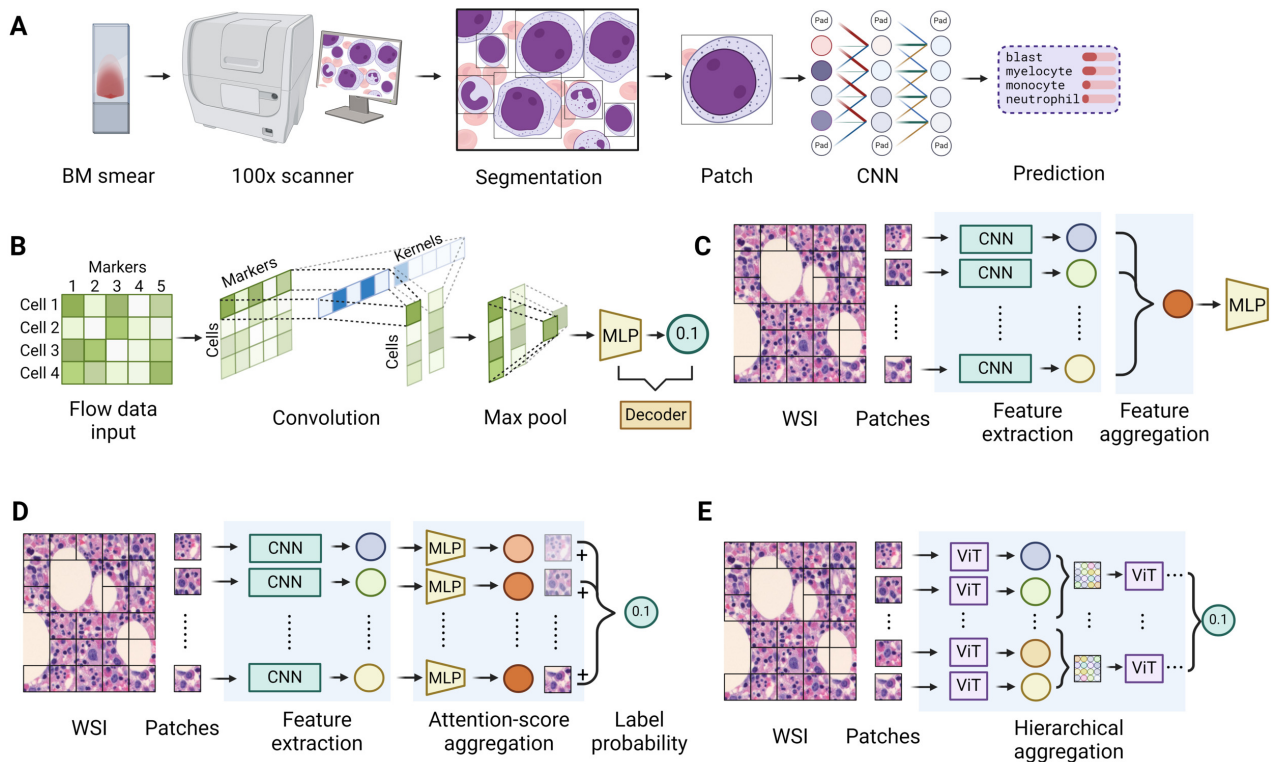 A
BM smear
100x scanner
Segmentation
Patch
Pad Pad Pad
Pad Pad Pad
CNN
blast
myelocyte
monocyte
neutrophil
Prediction
B
Markers
1 2 3 4 5
Cell 1
Cell 2
Cell 3
Cell 4
Flow data
input
Markers
Cells
Kernels
Cells
Convolution
Max pool
MLP
0.1
Decoder
C
WSI
Patches
CNN
CNN
CNN
Feature
extraction
Feature
aggregation
MLP
D
WSI
Patches
CNN
CNN
CNN
Feature
extraction
MLP
MLP
MLP
+
+
+
Attention-score
aggregation
0.1
Label
probability
E
WSI
Patches
ViT
ViT
ViT
ViT
ViT
ViT
0.1
Hierarchical
aggregation